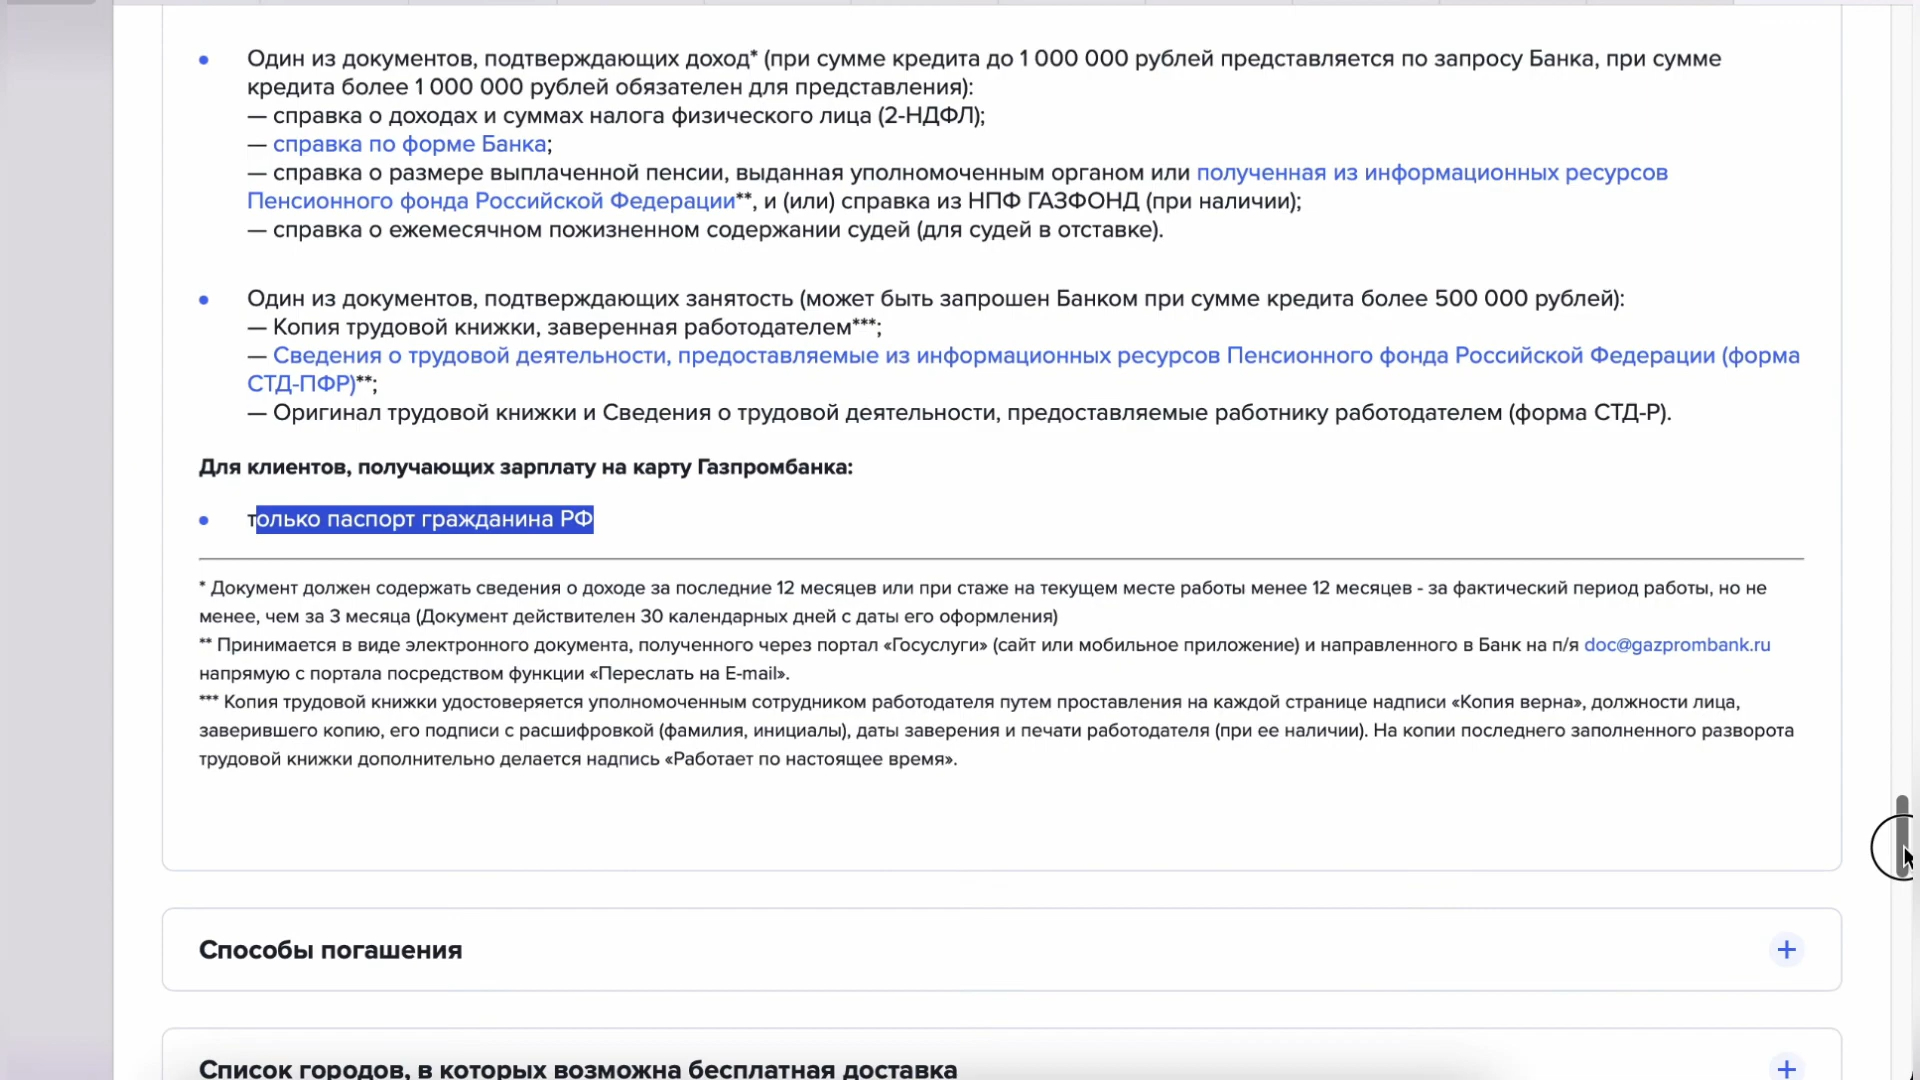 Один из документов, подтверждающих доход* (при сумме кредита до 1 000 000 рублей представляется по запросу Банка, при сумме
кредита более 1 000 000 рублей обязателен для представления):
— справка о доходах и суммах налога физического лица (2-НДФЛ);
— справка по форме Банка;
— справка о размере выплаченной пенсии, выданная уполномоченным органом или полученная из информационных ресурсов
Пенсионного фонда Российской Федерации**, и (или) справка из НПФ ГАЗФОНД (при наличии);
— справка о ежемесячном пожизненном содержании судей (для судей в отставке).
Один из документов, подтверждающих занятость (может быть запрошен Банком при сумме кредита более 500 000 рублей):
— Копия трудовой книжки, заверенная работодателем***;
— Сведения о трудовой деятельности, предоставляемые из информационных ресурсов Пенсионного фонда Российской Федерации (форма
СТД-ПФР)**;
— Оригинал трудовой книжки и Сведения о трудовой деятельности, предоставляемые работнику работодателем (форма СТД-Р).
Для клиентов, получающих зарплату на карту Газпромбанка:
только паспорт гражданина РФ
* Документ должен содержать сведения о доходе за последние 12 месяцев или при стаже на текущем месте работы менее 12 месяцев - за фактический период работы, но не
менее, чем за 3 месяца (Документ действителен 30 календарных дней с даты его оформления)
** Принимается в виде электронного документа, полученного через портал «Госуслуги» (сайт или мобильное приложение) и направленного в Банк на п/я doc@gazprombank.ru
напрямую с портала посредством функции «Переслать на E-mail».
*** Копия трудовой книжки удостоверяется уполномоченным сотрудником работодателя путем проставления на каждой странице надписи «Копия верна», должности лица,
заверившего копию, его подписи с расшифровкой (фамилия, инициалы), даты заверения и печати работодателя (при ее наличии). На копии последнего заполненного разворота
трудовой книжки дополнительно делается надпись «Работает по настоящее время».
Способы погашения
Список городов, в которых возможна бесплатная доставка